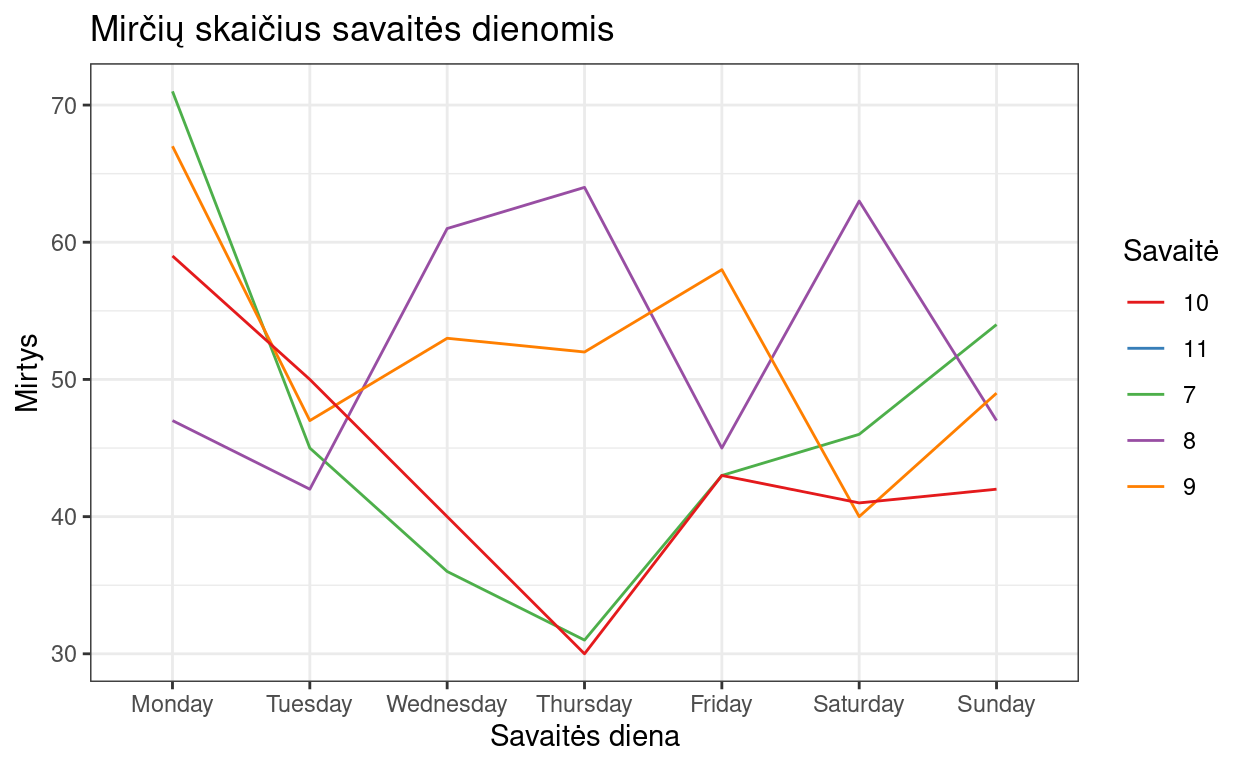 Mirčių skaičius savaitės dienomis
70
60
50
40
30
Mirtys
Monday Tuesday Wednesday Thursday Friday Saturday Sunday
Savaitės diena
Savaitė
10
11
7
8
9